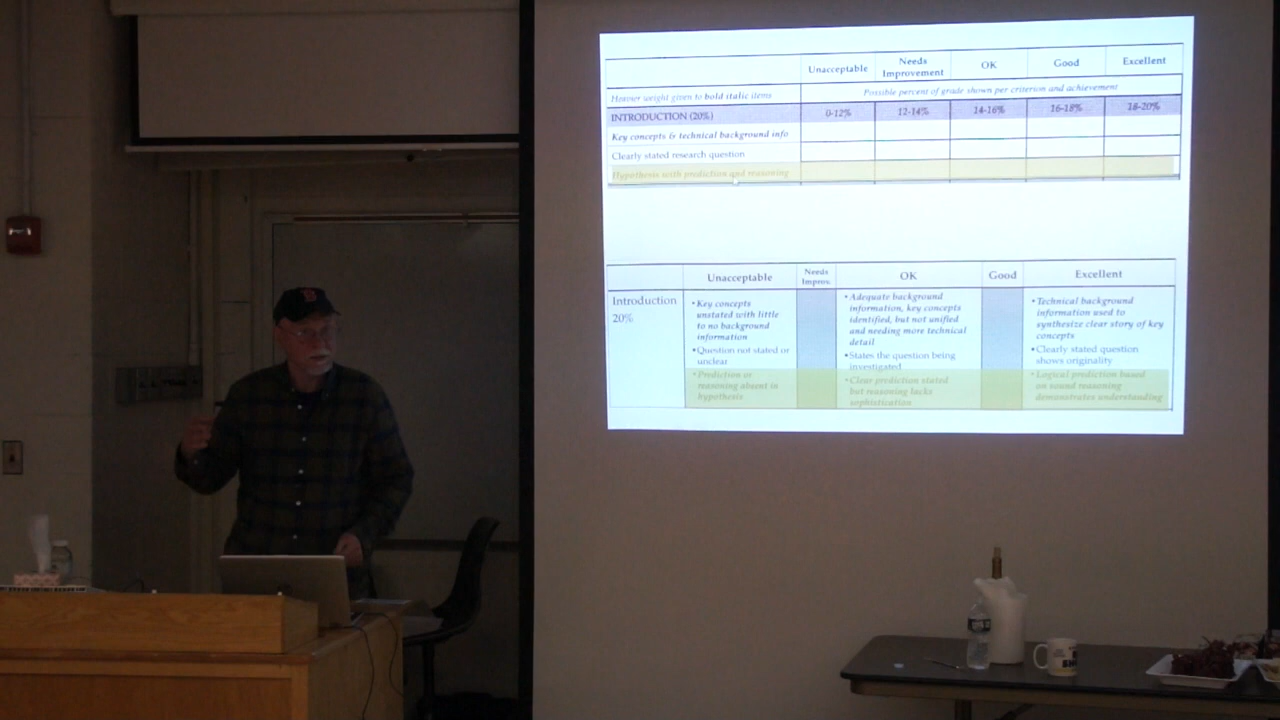 Unacceptable
Needs
Improvement
OK
Good
Excellent
Heavier weight given to bold italic items
Possible percent of grade shown per criterion and achievement
INTRODUCTION (20%)
0-12%
12-14%
14-16%
16-18%
18-20%
Key concepts & technical background info
Clearly stated research question
Hypothesis with prediction and reasoning
Unacceptable
Needs
Improv.
OK
Good
Excellent
Introduction
20%
•Key concepts
unstated with little
to no background
information
•Question not stated or
unclear
•Prediction or
reasoning absent in
hypothesis
•Adequate background
information, key concepts
identified, but not unified
and needing more technical
detail
•States the question being
investigated
•Clear prediction stated
but reasoning lacks
sophistication
•Technical background
information used to
synthesize clear story of key
concepts
•Clearly stated question
shows originality
•Logical prediction based
on sound reasoning
demonstrates understanding
B